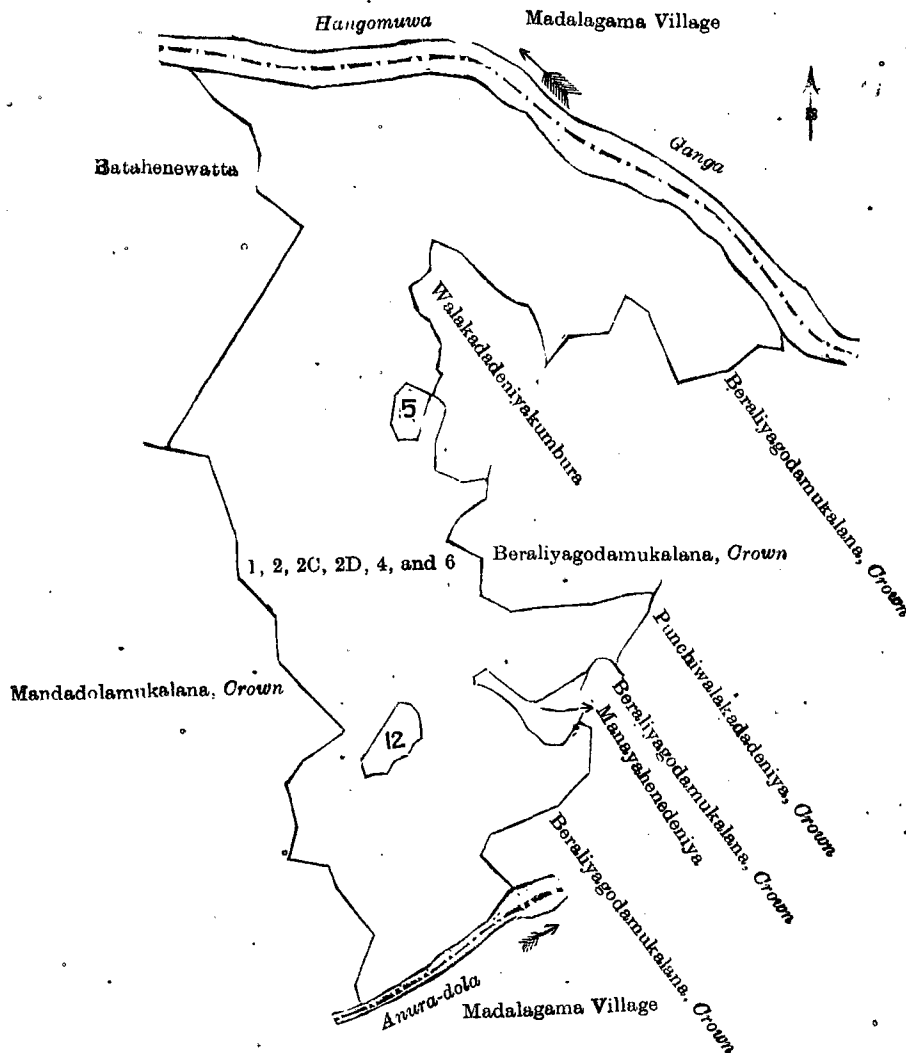 Hangomuwa
Madalagama Village
Ganga
Batahenewatta
Walakadadeniyakumbura
Beraliyagodamukalana, Crown
5
1, 2, 2C, 2D, 4, and 6
Beraliyagodamukalana, Crown
Punchiwalakadadeniya, Crown
Mandadolamukalana, Crown
Beraliyagodamukalana, Crown
Manayahenedeniya
12
Beraliyagodamukalana, Crown
Anura-dola
Madalagama Village